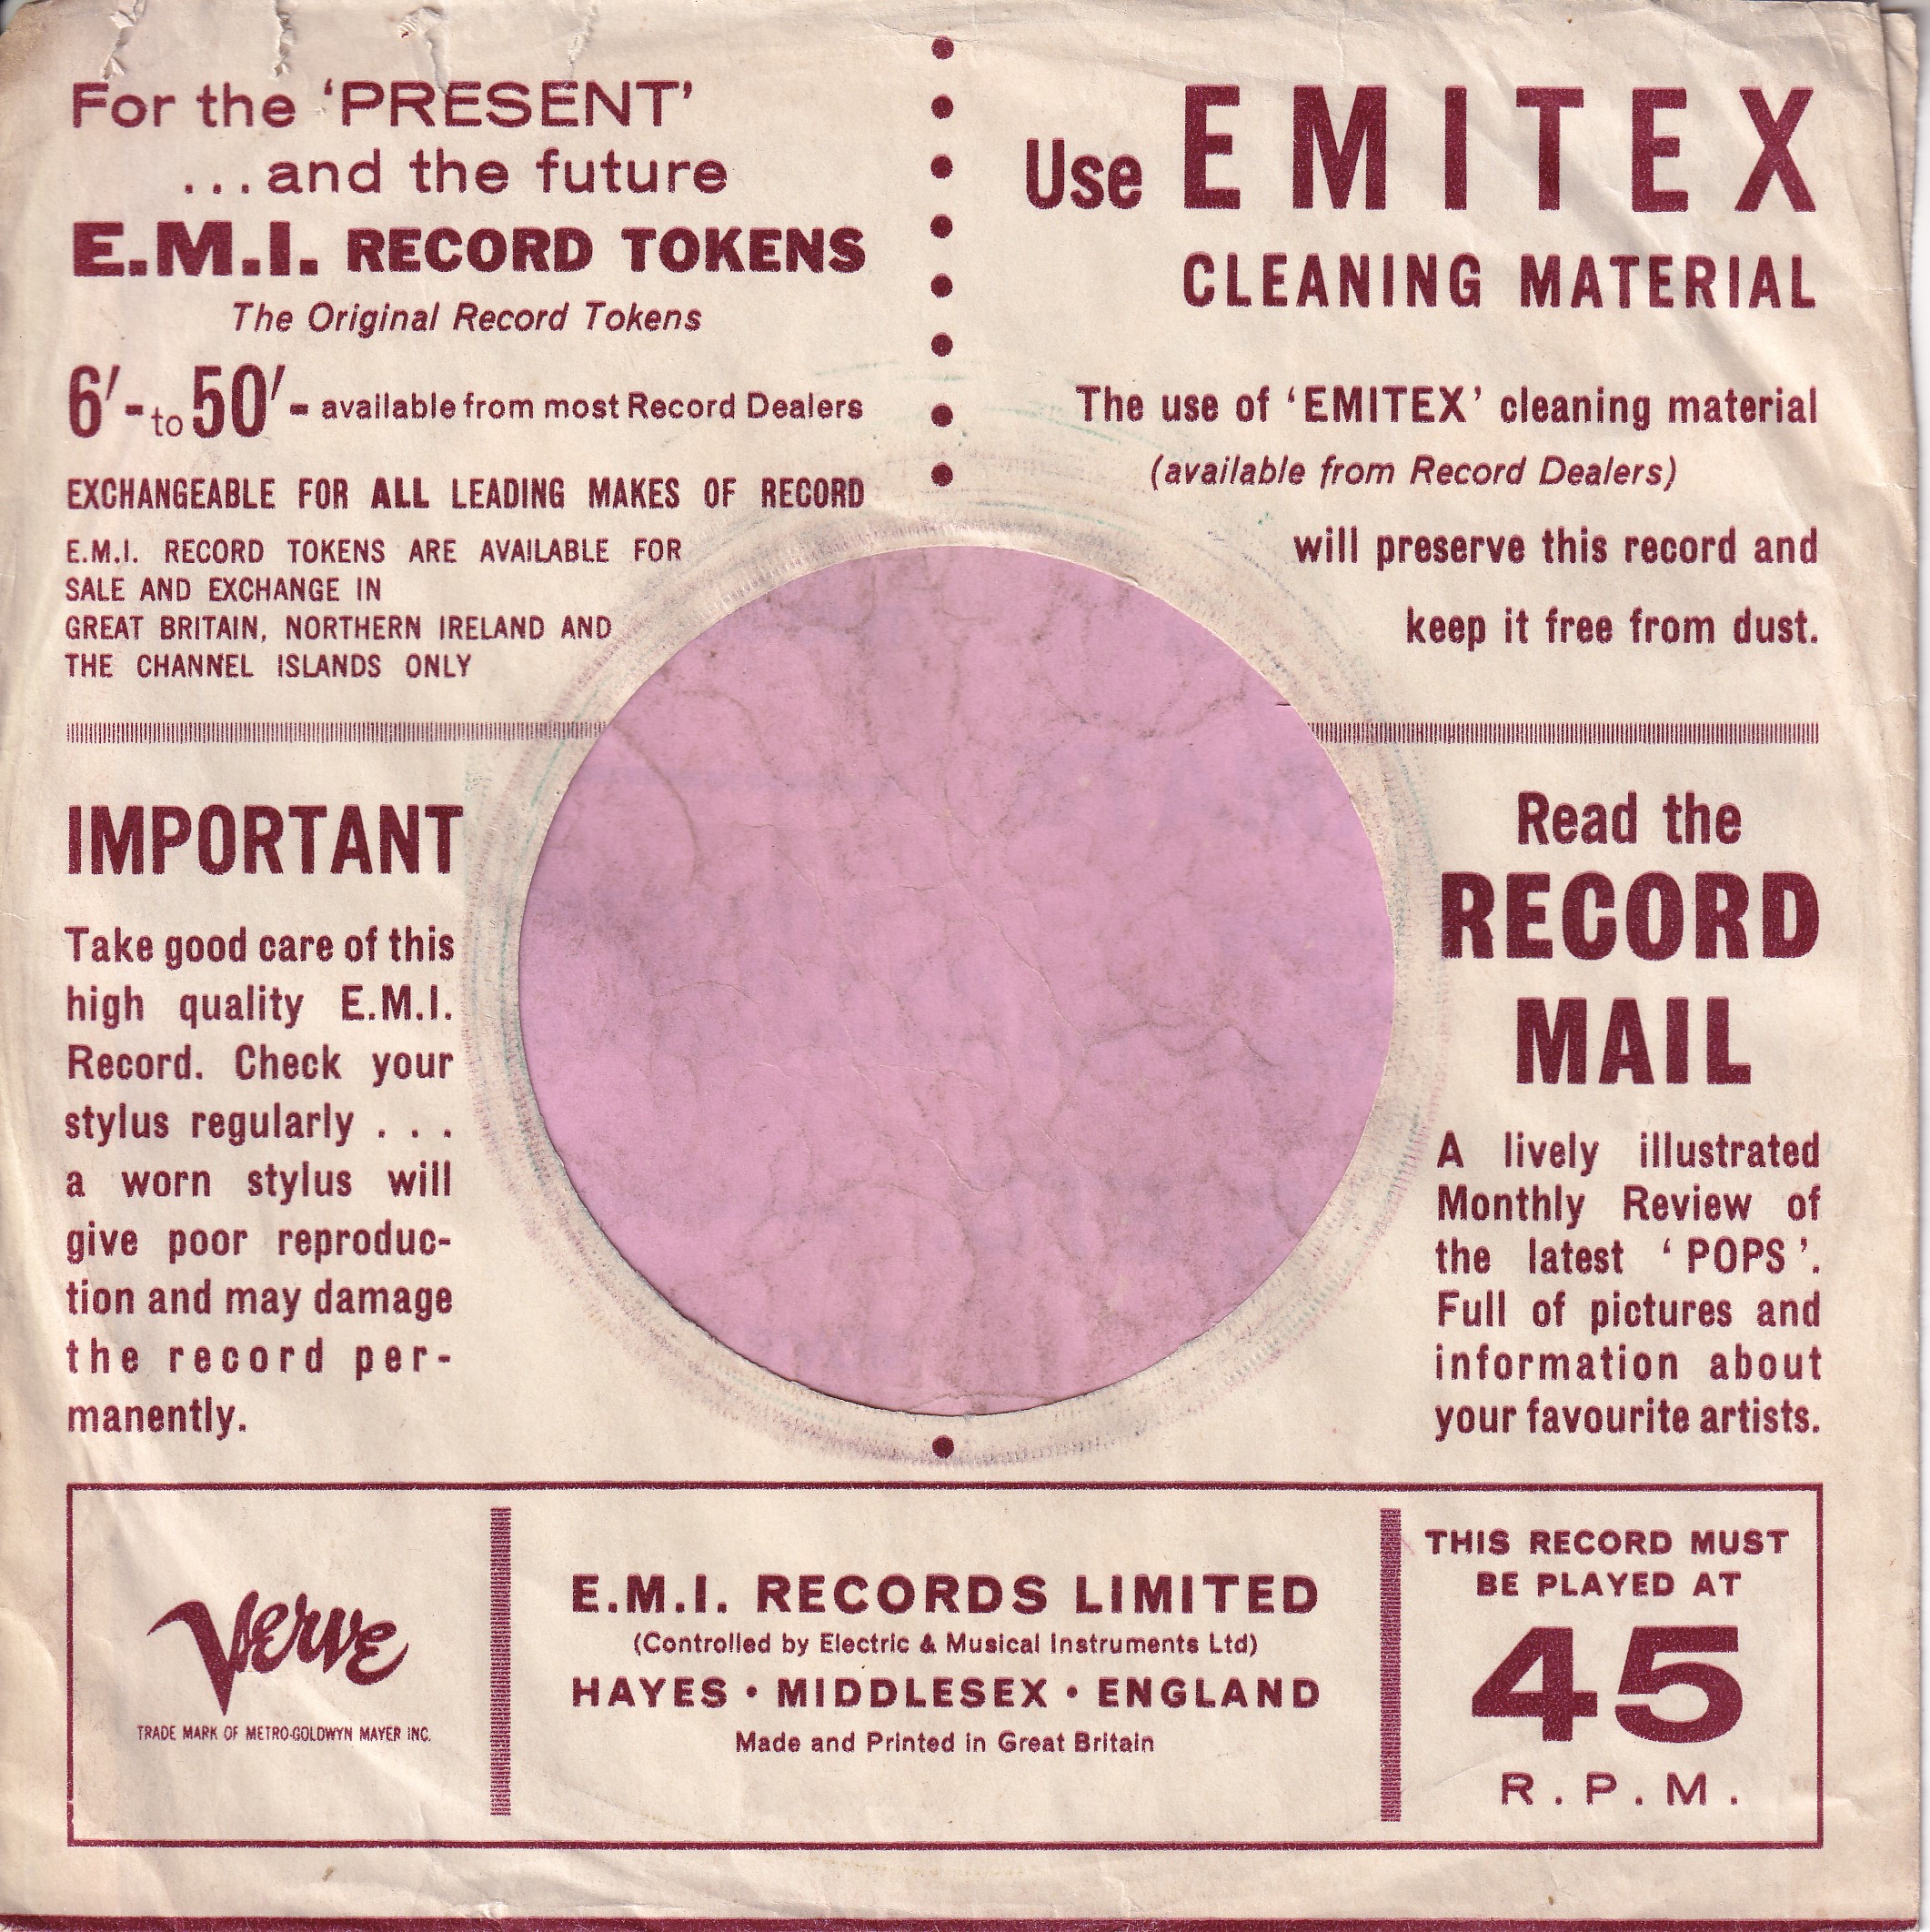 For the 'PRESENT'
...and the future
E.M.I. RECORD TOKENS
The Original Record Tokens
6'- to 50'- available from most Record Dealers
EXCHANGEABLE FOR ALL LEADING MAKES OF RECORD
E.M.I. RECORD TOKENS ARE AVAILABLE FOR
SALE AND EXCHANGE IN
GREAT BRITAIN, NORTHERN IRELAND AND
THE CHANNEL ISLANDS ONLY
Use EMITEX
CLEANING MATERIAL
The use of 'EMITEX' cleaning material
(available from Record Dealers)
will preserve this record and
keep it free from dust.
IMPORTANT
Take good care of this
high quality E.M.I.
Record. Check your
stylus regularly . . .
a worn stylus will
give poor reproduc-
tion and may damage
the record per-
manently.
Read the
RECORD
MAIL
A lively illustrated
Monthly Review of
the latest ' POPS '.
Full of pictures and
information about
your favourite artists.
Verve
TRADE MARK OF METRO-GOLDWYN MAYER INC.
E.M.I. RECORDS LIMITED
(Controlled by Electric & Musical Instruments Ltd)
HAYES • MIDDLESEX • ENGLAND
Made and Printed in Great Britain
THIS RECORD MUST
BE PLAYED AT
45
R.P.M.